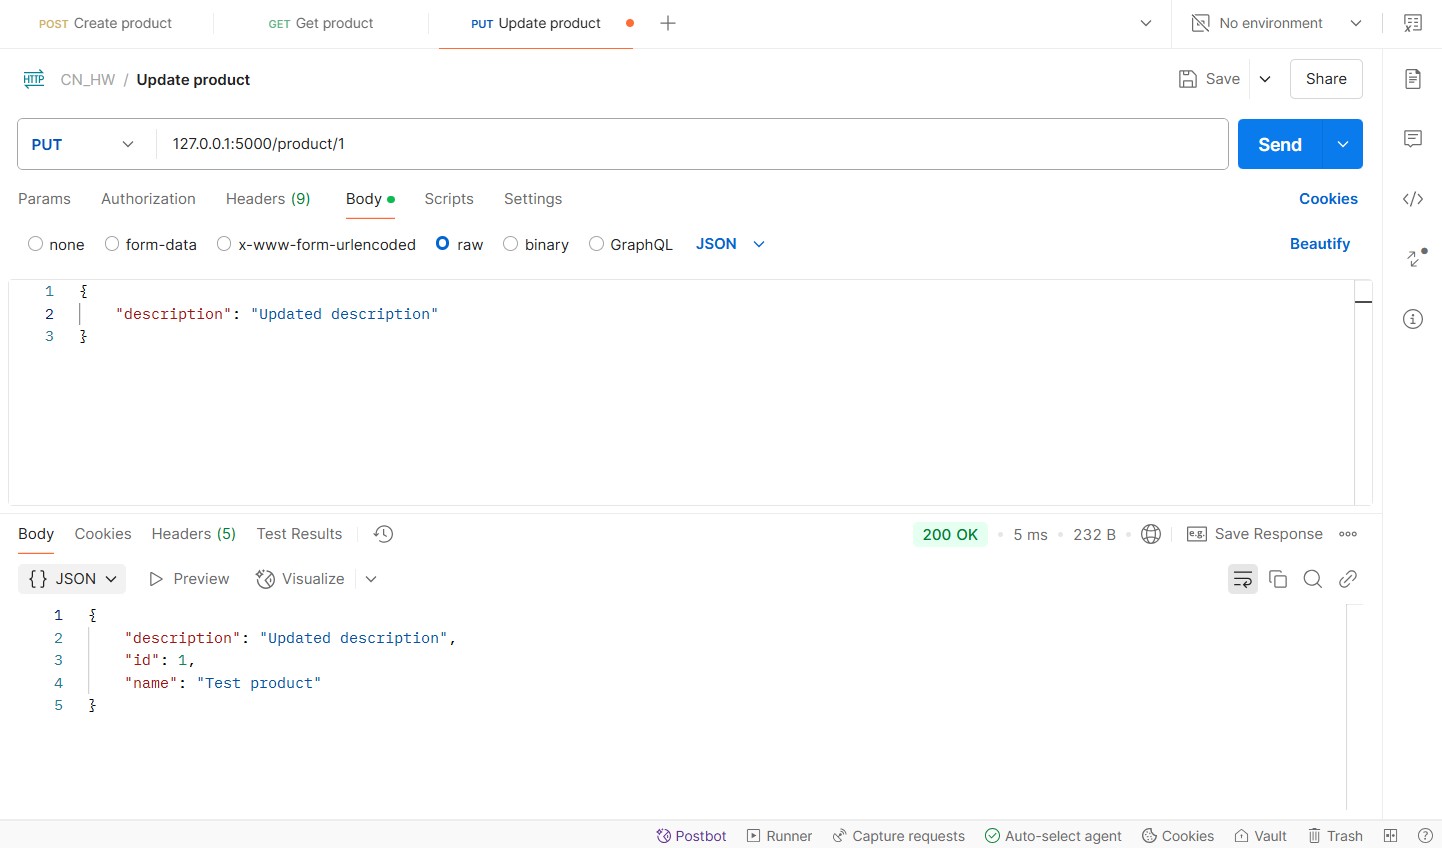 POST Create product
GET Get product
PUT Update product
No environment
HTTP CN_HW / Update product
Save
Share
PUT
127.0.0.1:5000/product/1
Send
Params Authorization Headers (9) Body Scripts Settings
Cookies
none form-data x-www-form-urlencoded raw binary GraphQL JSON
Beautify
1 {
2 "description": "Updated description"
3 }
Body Cookies Headers (5) Test Results
200 OK 5 ms 232 B
e.g. Save Response
{} JSON Preview Visualize
1 {
2 "description": "Updated description",
3 "id": 1,
4 "name": "Test product"
5 }
Postbot Runner Capture requests Auto-select agent Cookies Vault Trash